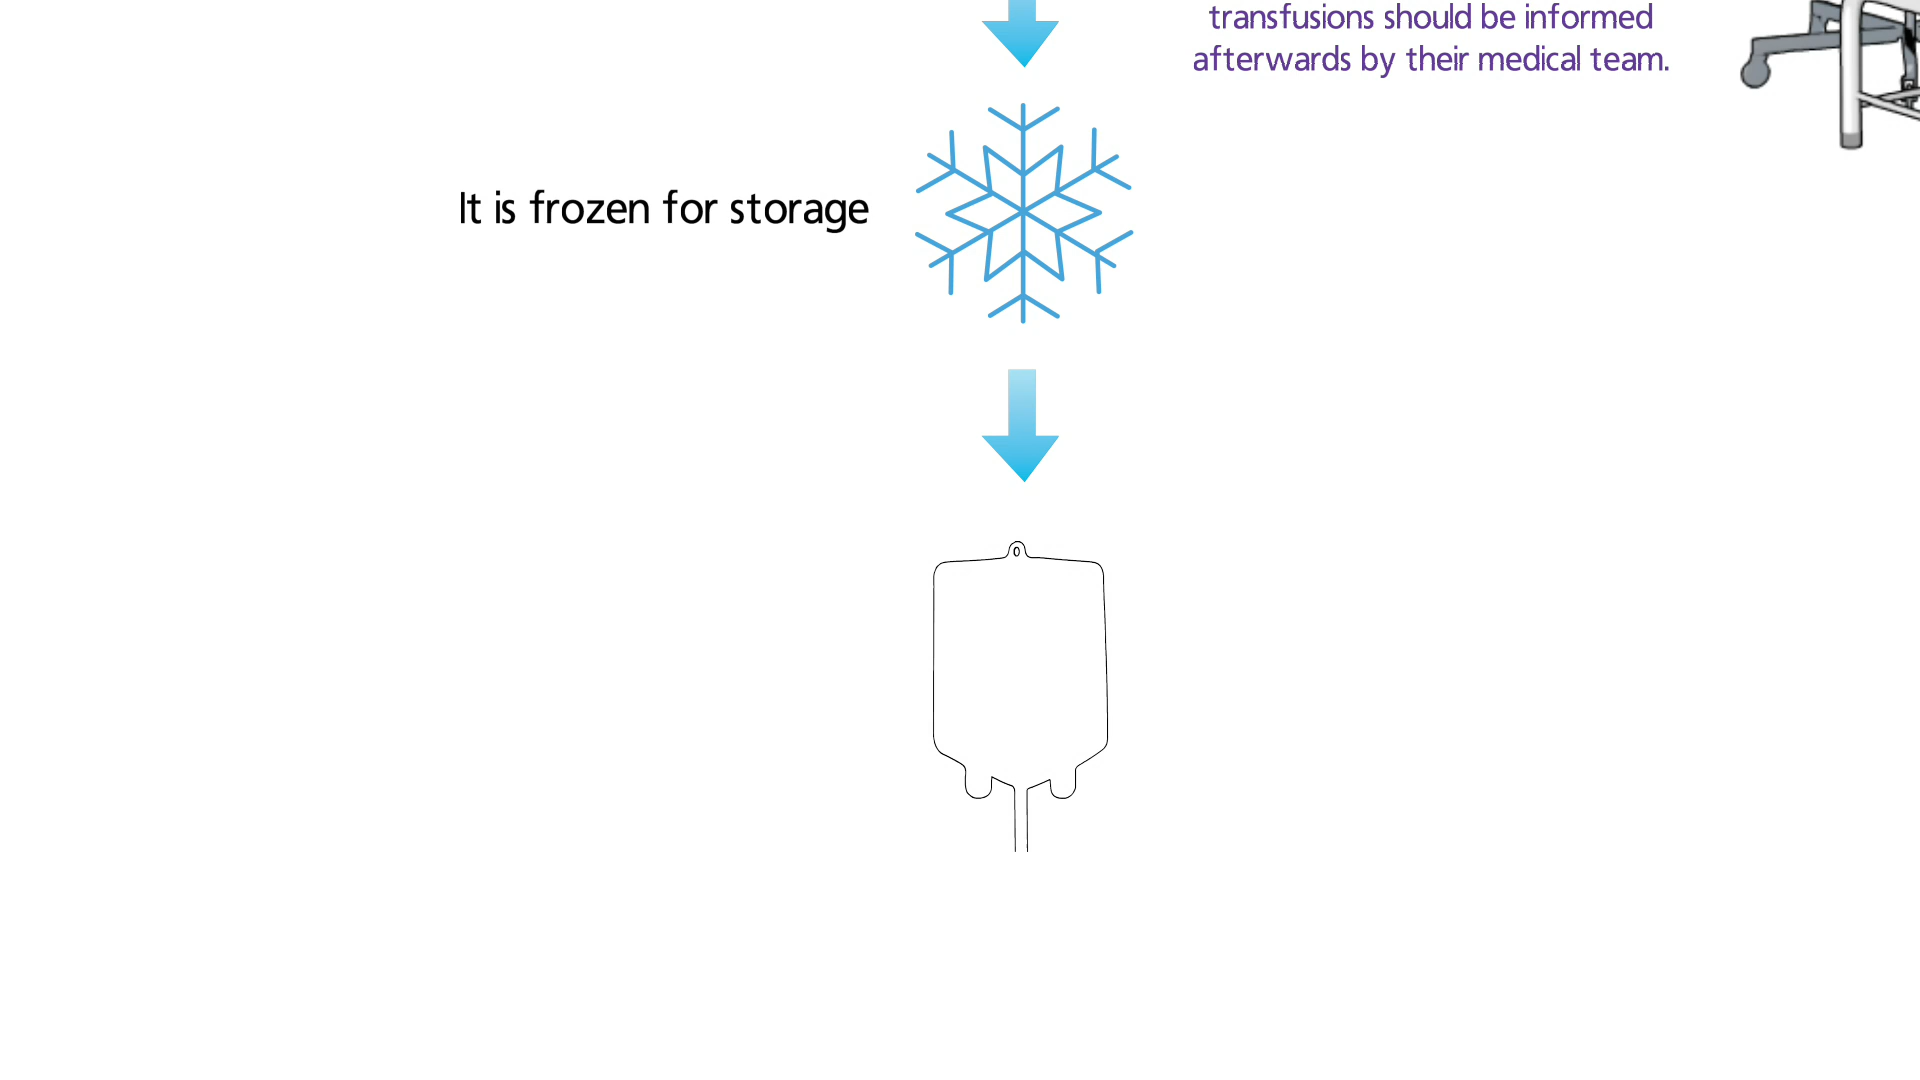 transfusions should be informed
afterwards by their medical team.
It is frozen for storage